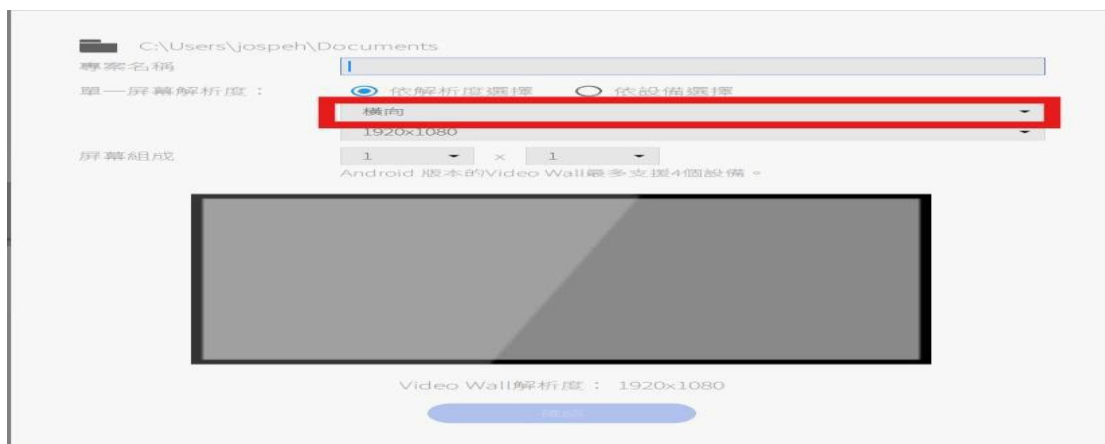 C:\Users\jospeh\Documents
專案名稱
單一屏幕解析度： 依解析度選擇 依設備選擇
橫向
1920x1080
屏幕組成 1 x 1
Android 版本的Video Wall最多支援4個設備。
Video Wall解析度： 1920x1080